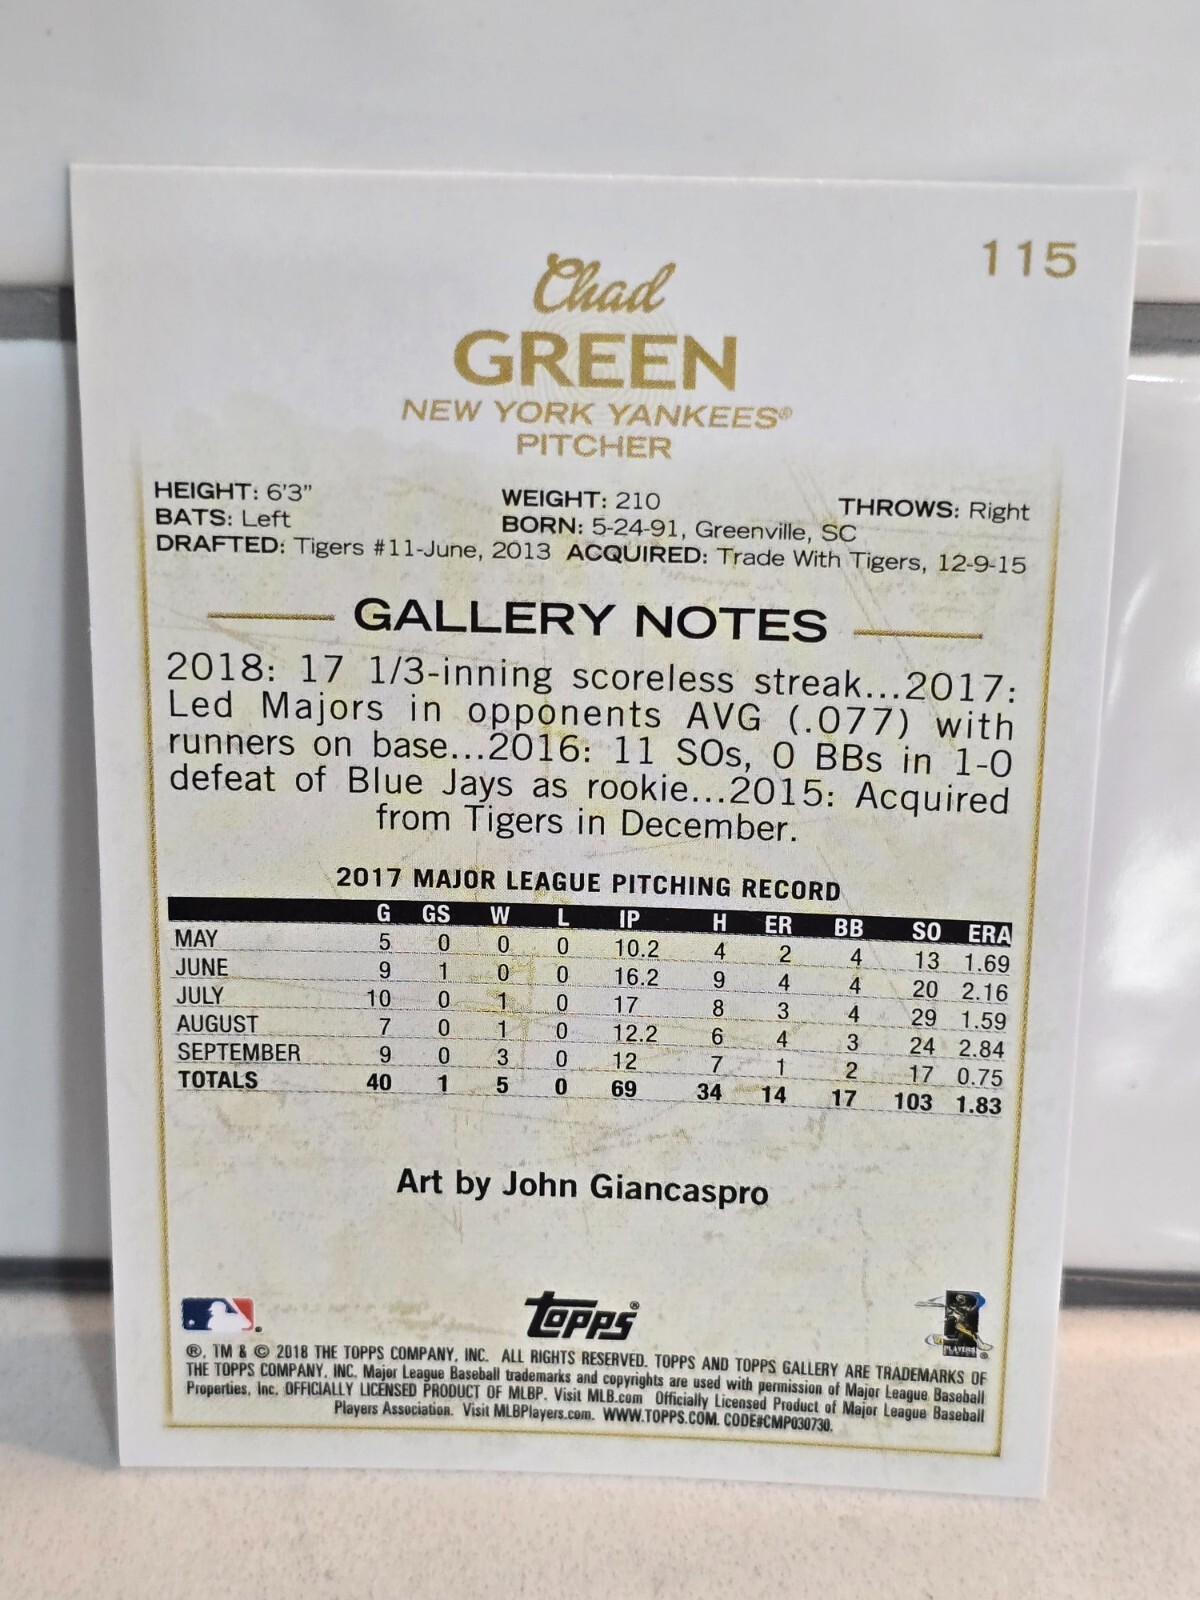 115
Chad
GREEN
NEW YORK YANKEES®
PITCHER
HEIGHT: 6'3" WEIGHT: 210 THROWS: Right
BATS: Left BORN: 5-24-91, Greenville, SC
DRAFTED: Tigers #11-June, 2013 ACQUIRED: Trade With Tigers, 12-9-15
GALLERY NOTES
2018: 17 1/3-inning scoreless streak...2017:
Led Majors in opponents AVG (.077) with
runners on base...2016: 11 SOs, 0 BBs in 1-0
defeat of Blue Jays as rookie...2015: Acquired
from Tigers in December.
2017 MAJOR LEAGUE PITCHING RECORD
G GS W L IP H ER BB SO ERA
MAY 5 0 0 0 10.2 4 2 4 13 1.69
JUNE 9 1 0 0 16.2 9 4 4 20 2.16
JULY 10 0 1 0 17 8 3 4 29 1.59
AUGUST 7 0 1 0 12.2 6 4 3 24 2.84
SEPTEMBER 9 0 3 0 12 7 1 2 17 0.75
TOTALS 40 1 5 0 69 34 14 17 103 1.83
Art by John Giancaspro
Topps®
PLAYERS
®, TM & © 2018 THE TOPPS COMPANY, INC. ALL RIGHTS RESERVED. TOPPS AND TOPPS GALLERY ARE TRADEMARKS OF
THE TOPPS COMPANY, INC. Major League Baseball trademarks and copyrights are used with permission of Major League Baseball
Properties, Inc. OFFICIALLY LICENSED PRODUCT OF MLBP. Visit MLB.com Officially Licensed Product of Major League Baseball
Players Association. Visit MLBPlayers.com. WWW.TOPPS.COM. CODE#CMP030730.